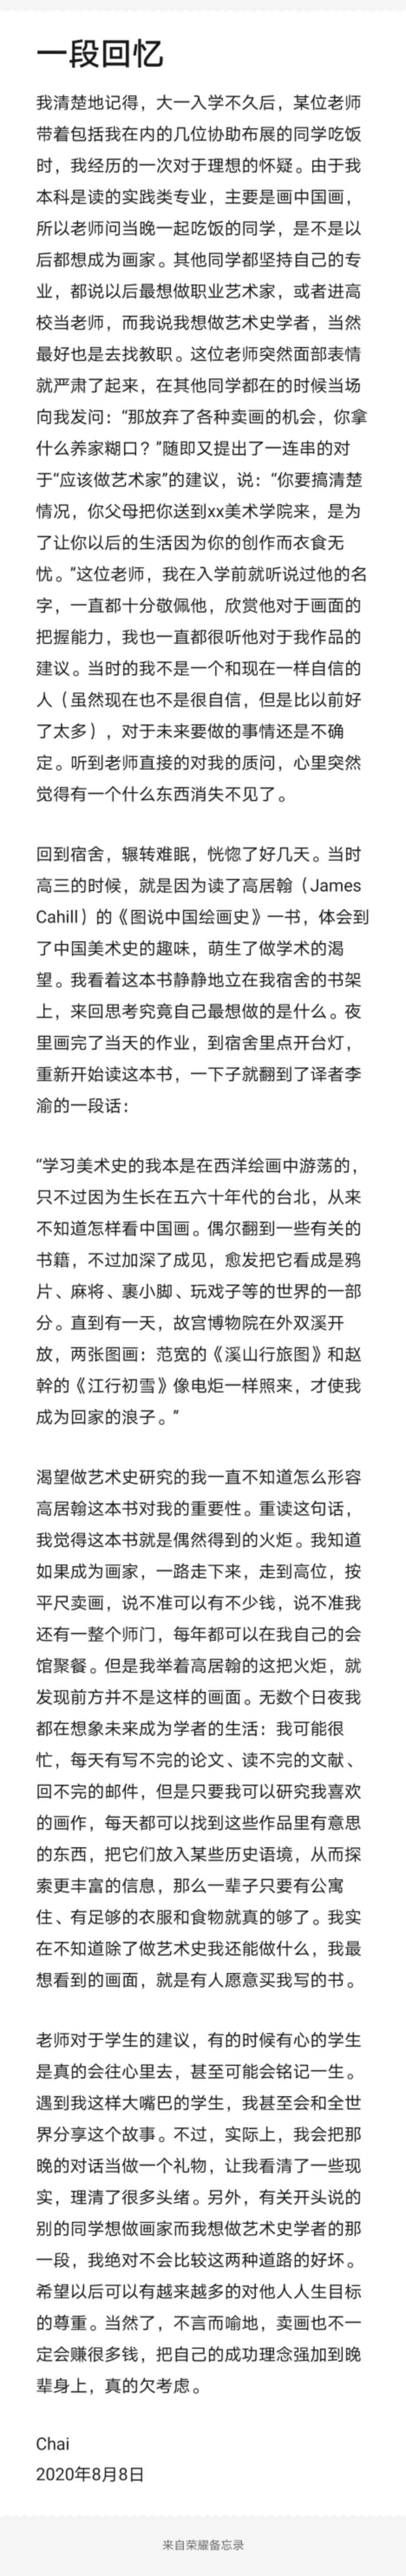 一段回忆
我清楚地记得，大一入学不久后，某位老师
带着包括我在内的几位协助布展的同学吃饭
时，我经历的一次对于理想的怀疑。由于我
本科是读的实践类专业，主要是画中国画，
所以老师问当晚一起吃饭的同学，是不是以
后都想成为画家。其他同学都坚持自己的专
业，都说以后最想做职业艺术家，或者进高
校当老师，而我说我想做艺术史学者，当然
最好也是去找教职。这位老师突然面部表情
就严肃了起来，在其他同学都在的时候当场
向我发问：“那放弃了各种卖画的机会，你拿
什么养家糊口？”随即又提出了一连串的对
于“应该做艺术家”的建议，说：“你要搞清楚
情况，你父母把你送到xx美术学院来，是为
了让你以后的生活因为你的创作而衣食无
忧。”这位老师，我在入学前就听说过他的名
字，一直都十分敬佩他，欣赏他对于画面的
把握能力，我也一直都很听他对于我作品的
建议。当时的我不是一个和现在一样自信的
人（虽然现在也不是很自信，但是比以前好
了太多），对于未来要做的事情还是不确
定。听到老师直接的对我的质问，心里突然
觉得有一个什么东西消失不见了。
回到宿舍，辗转难眠，恍惚了好几天。当时
高三的时候，就是因为读了高居翰（James
Cahill）的《图说中国绘画史》一书，体会到
了中国美术史的趣味，萌生了做学术的渴
望。我看着这本书静静地立在我宿舍的书架
上，来回思考究竟自己最想做的是什么。夜
里画完了当天的作业，到宿舍里点开台灯，
重新开始读这本书，一下子就翻到了译者李
渝的一段话：
“学习美术史的我本是在西洋绘画中游荡的，
只不过因为生长在五六十年代的台北，从来
不知道怎样看中国画。偶尔翻到一些有关的
书籍，不过加深了成见，愈发把它看成是鸦
片、麻将、裹小脚、玩戏子等的世界的一部
分。直到有一天，故宫博物院在外双溪开
放，两张图画：范宽的《溪山行旅图》和赵
幹的《江行初雪》像电炬一样照来，才使我
成为回家的浪子。”
渴望做艺术史研究的我一直不知道怎么形容
高居翰这本书对我的重要性。重读这句话，
我觉得这本书就是偶然得到的火炬。我知道
如果成为画家，一路走下来，走到高位，按
平尺卖画，说不准可以有不少钱，说不准我
还有一整个师门，每年都可以在我自己的会
馆聚餐。但是我举着高居翰的这把火炬，就
发现前方并不是这样的画面。无数个日夜我
都在想象未来成为学者的生活：我可能很
忙，每天有写不完的论文、读不完的文献、
回不完的邮件，但是只要我可以研究我喜欢
的画作，每天都可以找到这些作品里有意思
的东西，把它们放入某些历史语境，从而探
索更丰富的信息，那么一辈子只要有公寓
住、有足够的衣服和食物就真的够了。我实
在不知道除了做艺术史我还能做什么，我最
想看到的画面，就是有人愿意买我写的书。
老师对于学生的建议，有的时候有心的学生
是真的会往心里去，甚至可能会铭记一生。
遇到我这样大嘴巴的学生，我甚至会和全世
界分享这个故事。不过，实际上，我会把那
晚的对话当做一个礼物，让我看清了一些现
实，理清了很多头绪。另外，有关开头说的
别的同学想做画家而我想做艺术史学者的那
一段，我绝对不会比较这两种道路的好坏。
希望以后可以有越来越多的对他人人生目标
的尊重。当然了，不言而喻地，卖画也不一
定会赚很多钱，把自己的成功理念强加到晚
辈身上，真的欠考虑。
Chai
2020年8月8日
来自荣耀备忘录